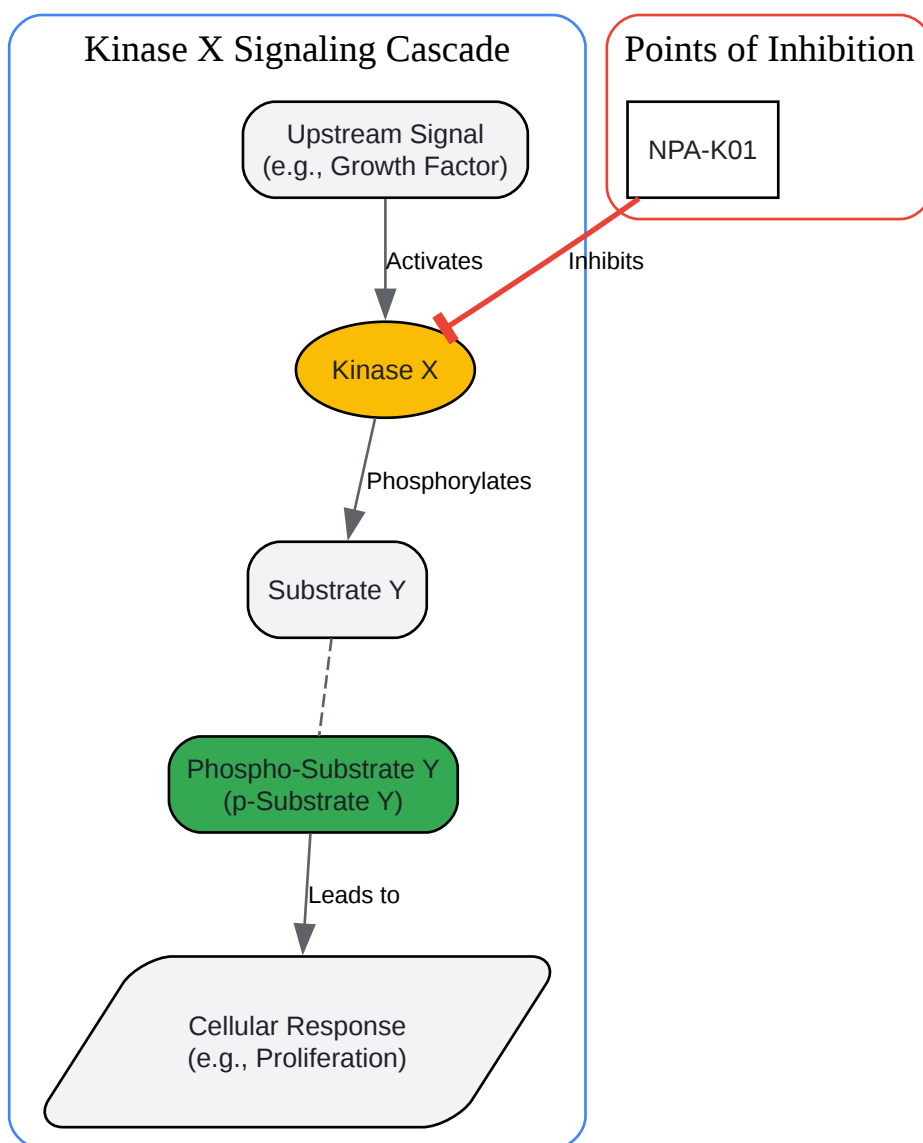 Kinase X Signaling Cascade
Points of Inhibition
Upstream Signal
(e.g., Growth Factor)
NPA-K01
Activates
Inhibits
Kinase X
Phosphorylates
Substrate Y
Phospho-Substrate Y
(p-Substrate Y)
Leads to
Cellular Response
(e.g., Proliferation)